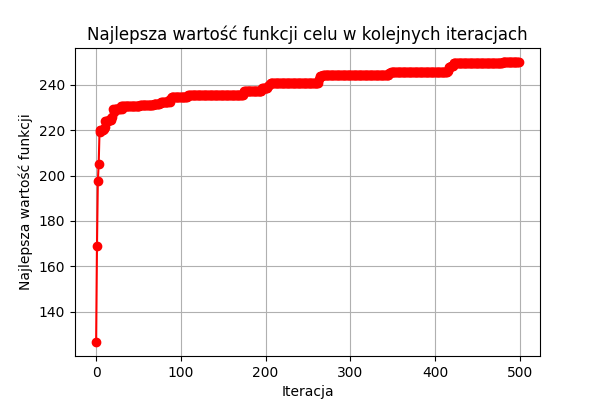 Najlepsza wartość funkcji celu w kolejnych iteracjach
Najlepsza wartość funkcji
240
220
200
180
160
140
0 100 200 300 400 500
Iteracja